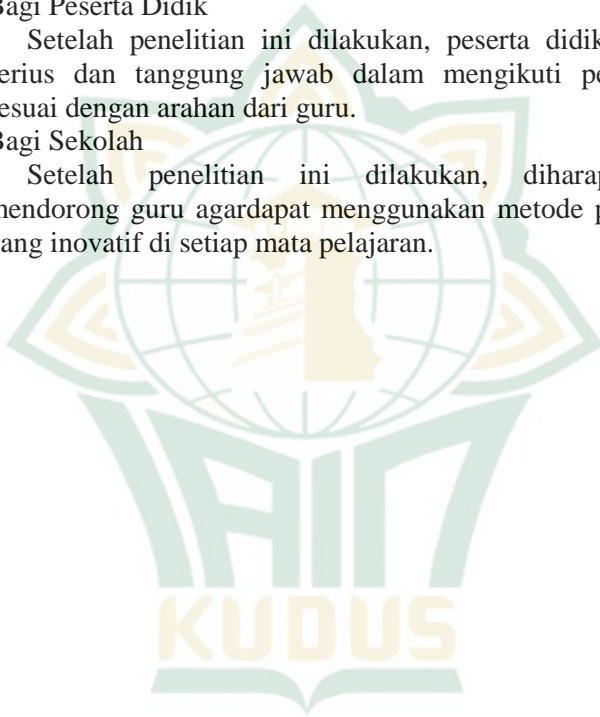 Bagi Peserta Didik
Setelah penelitian ini dilakukan, peserta didik
erius dan tanggung jawab dalam mengikuti pe
esuai dengan arahan dari guru.
Bagi Sekolah
Setelah penelitian ini dilakukan, diharap
mendorong guru agardapat menggunakan metode p
yang inovatif di setiap mata pelajaran.
IAIN
KUDUS